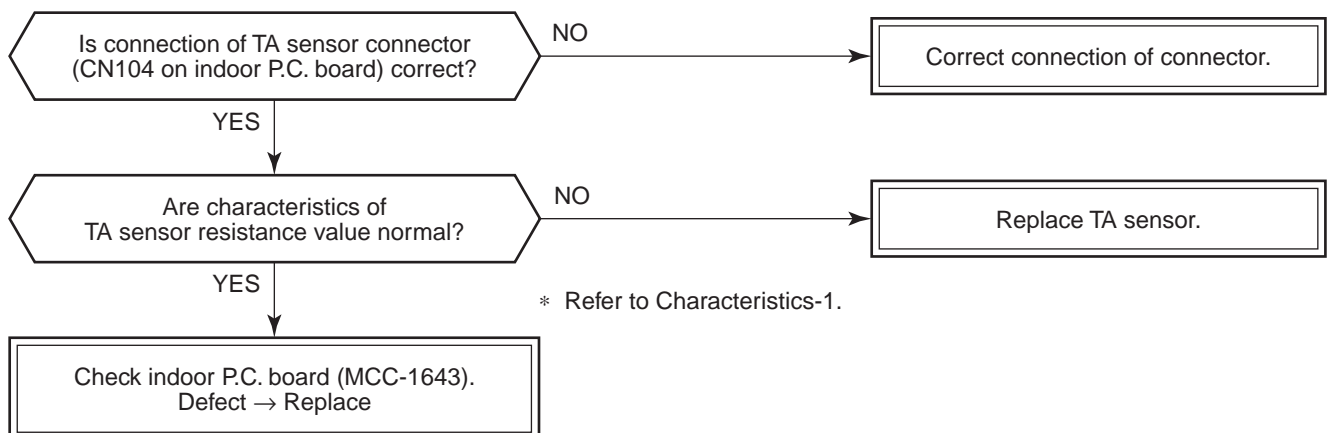 Is connection of TA sensor connector
(CN104 on indoor P.C. board) correct?
NO
Correct connection of connector.
YES
Are characteristics of
TA sensor resistance value normal?
NO
Replace TA sensor.
YES
* Refer to Characteristics-1.
Check indoor P.C. board (MCC-1643).
Defect → Replace